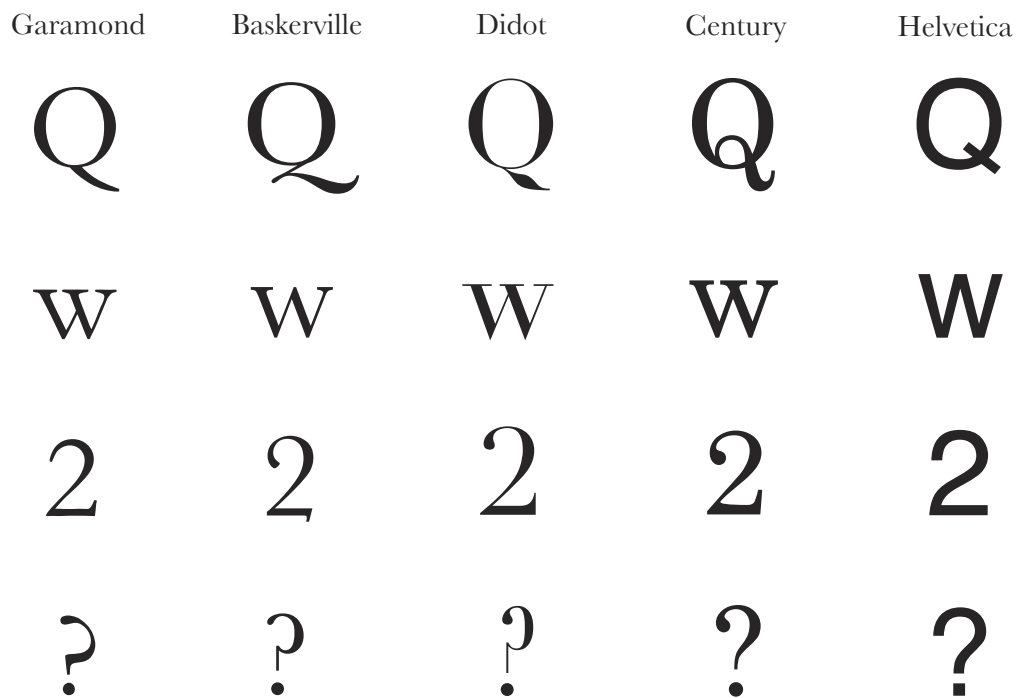 Garamond Baskerville Didot Century Helvetica
Q Q Q Q Q
w w w w w
2 2 2 2 2
? ? ? ? ?